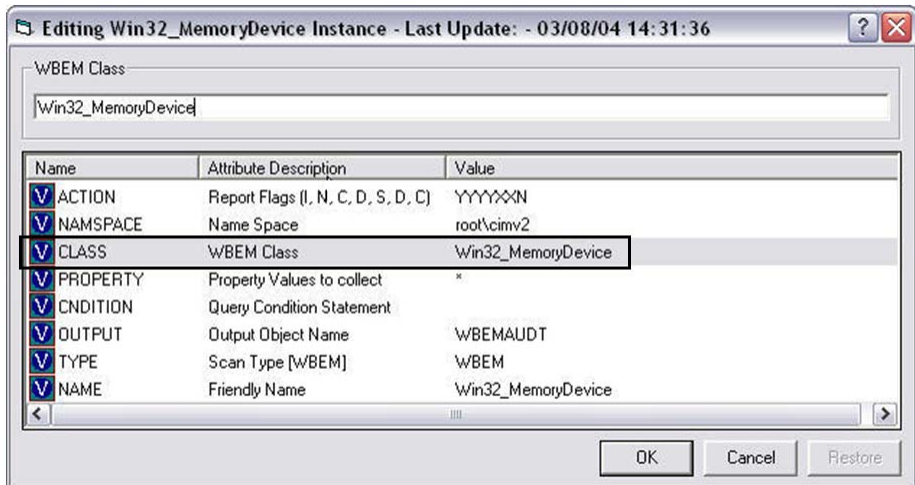 Editing Win32_MemoryDevice Instance - Last Update: - 03/08/04 14:31:36
WBEM Class
Win32_MemoryDevice
Name Attribute Description Value
V ACTION Report Flags (I, N, C, D, S, D, C) YYYYXXN
V NAMSPACE Name Space root\cimv2
V CLASS WBEM Class Win32_MemoryDevice
V PROPERTY Property Values to collect *
V CNDITION Query Condition Statement
V OUTPUT Output Object Name WBEMAUDT
V TYPE Scan Type [WBEM] WBEM
V NAME Friendly Name Win32_MemoryDevice
OK Cancel Restore